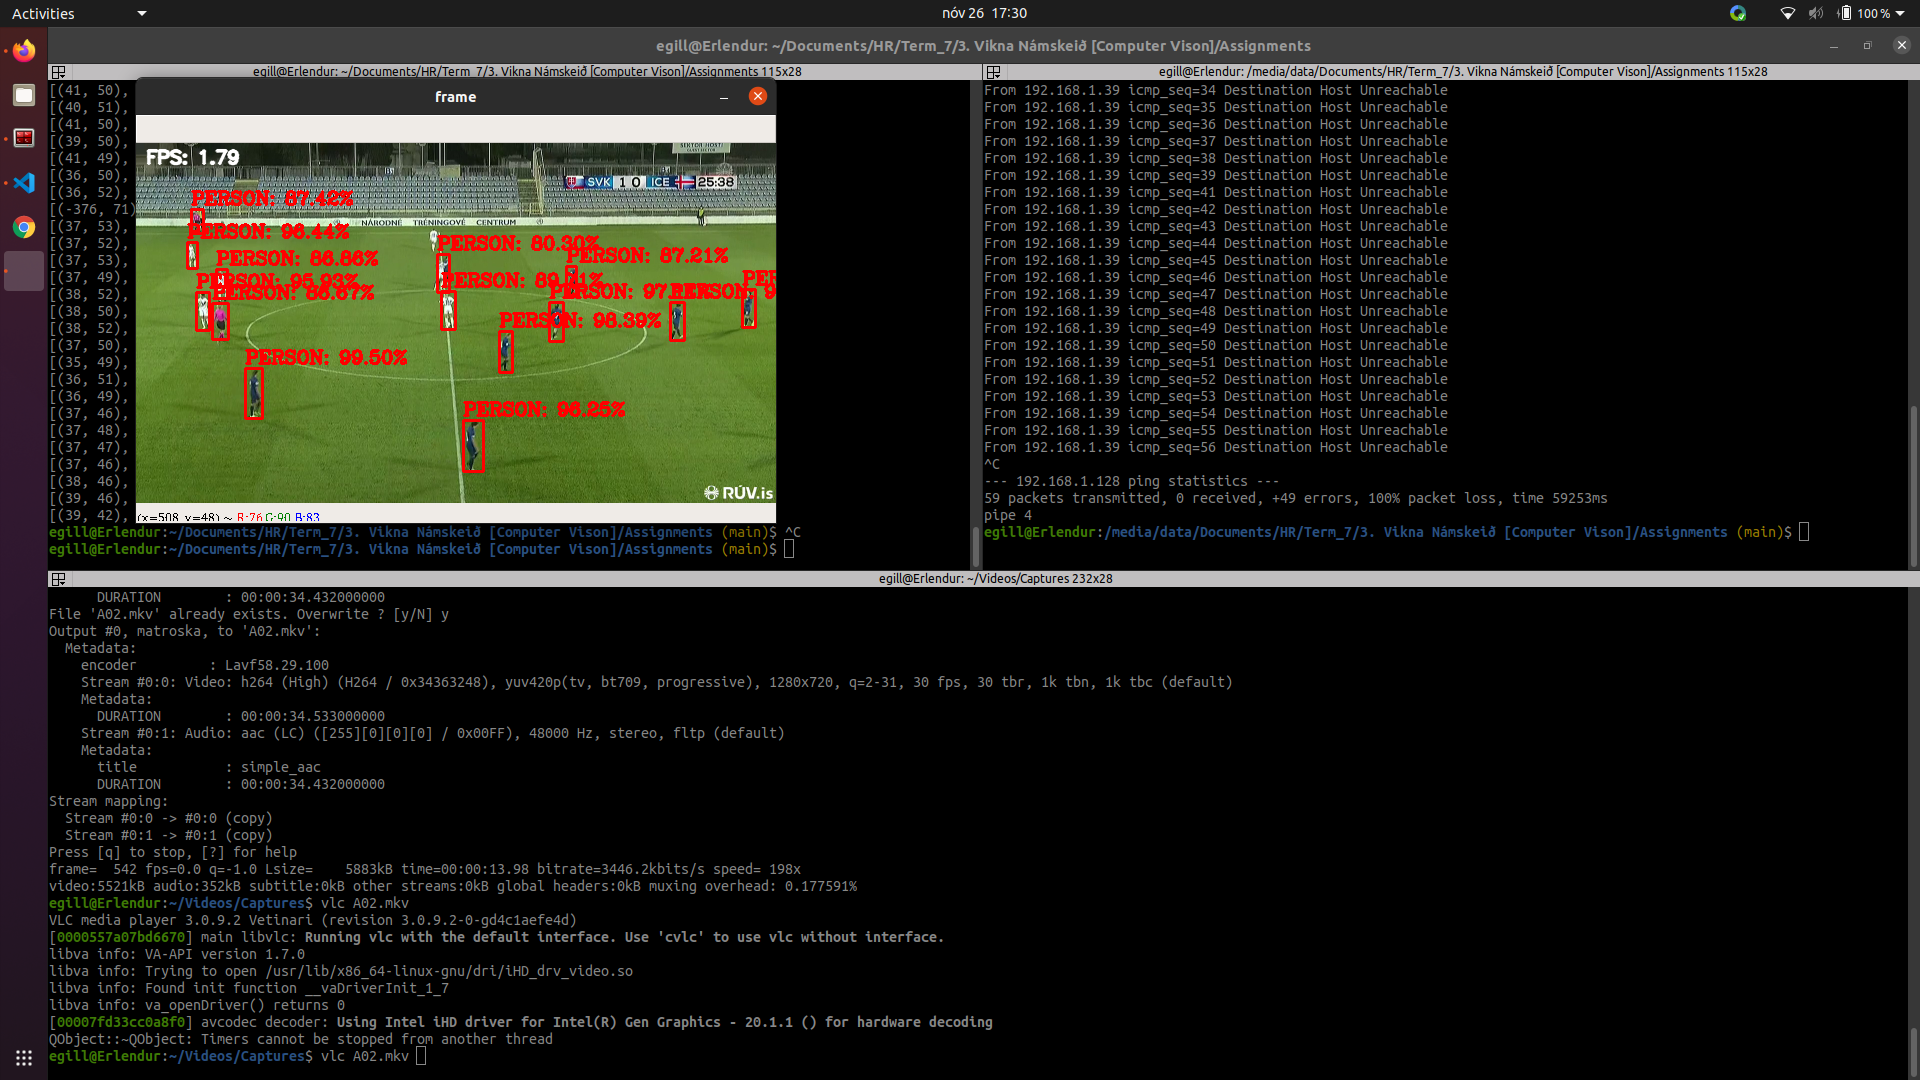 Activities
nóv 26 17:30
100 %
egill@Erlendur: ~/Documents/HR/Term_7/3. Vikna Námskeið [Computer Vison]/Assignments
egill@Erlendur: ~/Documents/HR/Term_7/3. Vikna Námskeið [Computer Vison]/Assignments 115x28
[(41, 50),
[(40, 51),
[(41, 50),
[(39, 50),
[(41, 49),
[(36, 50),
[(36, 52),
[(-376, 71)
[(37, 53),
[(37, 52),
[(37, 53),
[(37, 49),
[(38, 52),
[(38, 50),
[(38, 52),
[(37, 50),
[(35, 49),
[(36, 51),
[(36, 49),
[(37, 46),
[(37, 48),
[(37, 47),
[(37, 46),
[(38, 46),
[(39, 46),
[(39, 42),
frame
FPS: 1.79
SVK 1 0 ICE 25:38
NÁRODNÉ TRÉNINGOVÉ CENTRUM
PERSON: 87.42%
PERSON: 96.44%
PERSON: 80.30%
PERSON: 86.86%
PERSON: 87.21%
PERSON: 95.93%
PERSON: 98.39%
PERSON: 99.50%
PERSON: 96.25%
RÚV.is
(x=508, y=48) ~ R:76 G:90 B:83
egill@Erlendur:~/Documents/HR/Term_7/3. Vikna Námskeið [Computer Vison]/Assignments (main)$ ^C
egill@Erlendur:~/Documents/HR/Term_7/3. Vikna Námskeið [Computer Vison]/Assignments (main)$
egill@Erlendur: /media/data/Documents/HR/Term_7/3. Vikna Námskeið [Computer Vison]/Assignments 115x28
From 192.168.1.39 icmp_seq=34 Destination Host Unreachable
From 192.168.1.39 icmp_seq=35 Destination Host Unreachable
From 192.168.1.39 icmp_seq=36 Destination Host Unreachable
From 192.168.1.39 icmp_seq=37 Destination Host Unreachable
From 192.168.1.39 icmp_seq=38 Destination Host Unreachable
From 192.168.1.39 icmp_seq=39 Destination Host Unreachable
From 192.168.1.39 icmp_seq=41 Destination Host Unreachable
From 192.168.1.39 icmp_seq=42 Destination Host Unreachable
From 192.168.1.39 icmp_seq=43 Destination Host Unreachable
From 192.168.1.39 icmp_seq=44 Destination Host Unreachable
From 192.168.1.39 icmp_seq=45 Destination Host Unreachable
From 192.168.1.39 icmp_seq=46 Destination Host Unreachable
From 192.168.1.39 icmp_seq=47 Destination Host Unreachable
From 192.168.1.39 icmp_seq=48 Destination Host Unreachable
From 192.168.1.39 icmp_seq=49 Destination Host Unreachable
From 192.168.1.39 icmp_seq=50 Destination Host Unreachable
From 192.168.1.39 icmp_seq=51 Destination Host Unreachable
From 192.168.1.39 icmp_seq=52 Destination Host Unreachable
From 192.168.1.39 icmp_seq=53 Destination Host Unreachable
From 192.168.1.39 icmp_seq=54 Destination Host Unreachable
From 192.168.1.39 icmp_seq=55 Destination Host Unreachable
From 192.168.1.39 icmp_seq=56 Destination Host Unreachable
^C
--- 192.168.1.128 ping statistics ---
59 packets transmitted, 0 received, +49 errors, 100% packet loss, time 59253ms
pipe 4
egill@Erlendur:/media/data/Documents/HR/Term_7/3. Vikna Námskeið [Computer Vison]/Assignments (main)$
egill@Erlendur: ~/Videos/Captures 232x28
DURATION : 00:00:34.432000000
File 'A02.mkv' already exists. Overwrite ? [y/N] y
Output #0, matroska, to 'A02.mkv':
Metadata:
encoder : Lavf58.29.100
Stream #0:0: Video: h264 (High) (H264 / 0x34363248), yuv420p(tv, bt709, progressive), 1280x720, q=2-31, 30 fps, 30 tbr, 1k tbn, 1k tbc (default)
Metadata:
DURATION : 00:00:34.533000000
Stream #0:1: Audio: aac (LC) ([255][0][0][0] / 0x00FF), 48000 Hz, stereo, fltp (default)
Metadata:
title : simple_aac
DURATION : 00:00:34.432000000
Stream mapping:
Stream #0:0 -> #0:0 (copy)
Stream #0:1 -> #0:1 (copy)
Press [q] to stop, [?] for help
frame= 542 fps=0.0 q=-1.0 Lsize= 5883kB time=00:00:13.98 bitrate=3446.2kbits/s speed= 198x
video:5521kB audio:352kB subtitle:0kB other streams:0kB global headers:0kB muxing overhead: 0.177591%
egill@Erlendur:~/Videos/Captures$ vlc A02.mkv
VLC media player 3.0.9.2 Vetinari (revision 3.0.9.2-0-gd4c1aefe4d)
[0000557a07bd6670] main libvlc: Running vlc with the default interface. Use 'cvlc' to use vlc without interface.
libva info: VA-API version 1.7.0
libva info: Trying to open /usr/lib/x86_64-linux-gnu/dri/iHD_drv_video.so
libva info: Found init function __vaDriverInit_1_7
libva info: va_openDriver() returns 0
[00007fd33cc0a8f0] avcodec decoder: Using Intel iHD driver for Intel(R) Gen Graphics - 20.1.1 () for hardware decoding
QObject::~QObject: Timers cannot be stopped from another thread
egill@Erlendur:~/Videos/Captures$ vlc A02.mkv